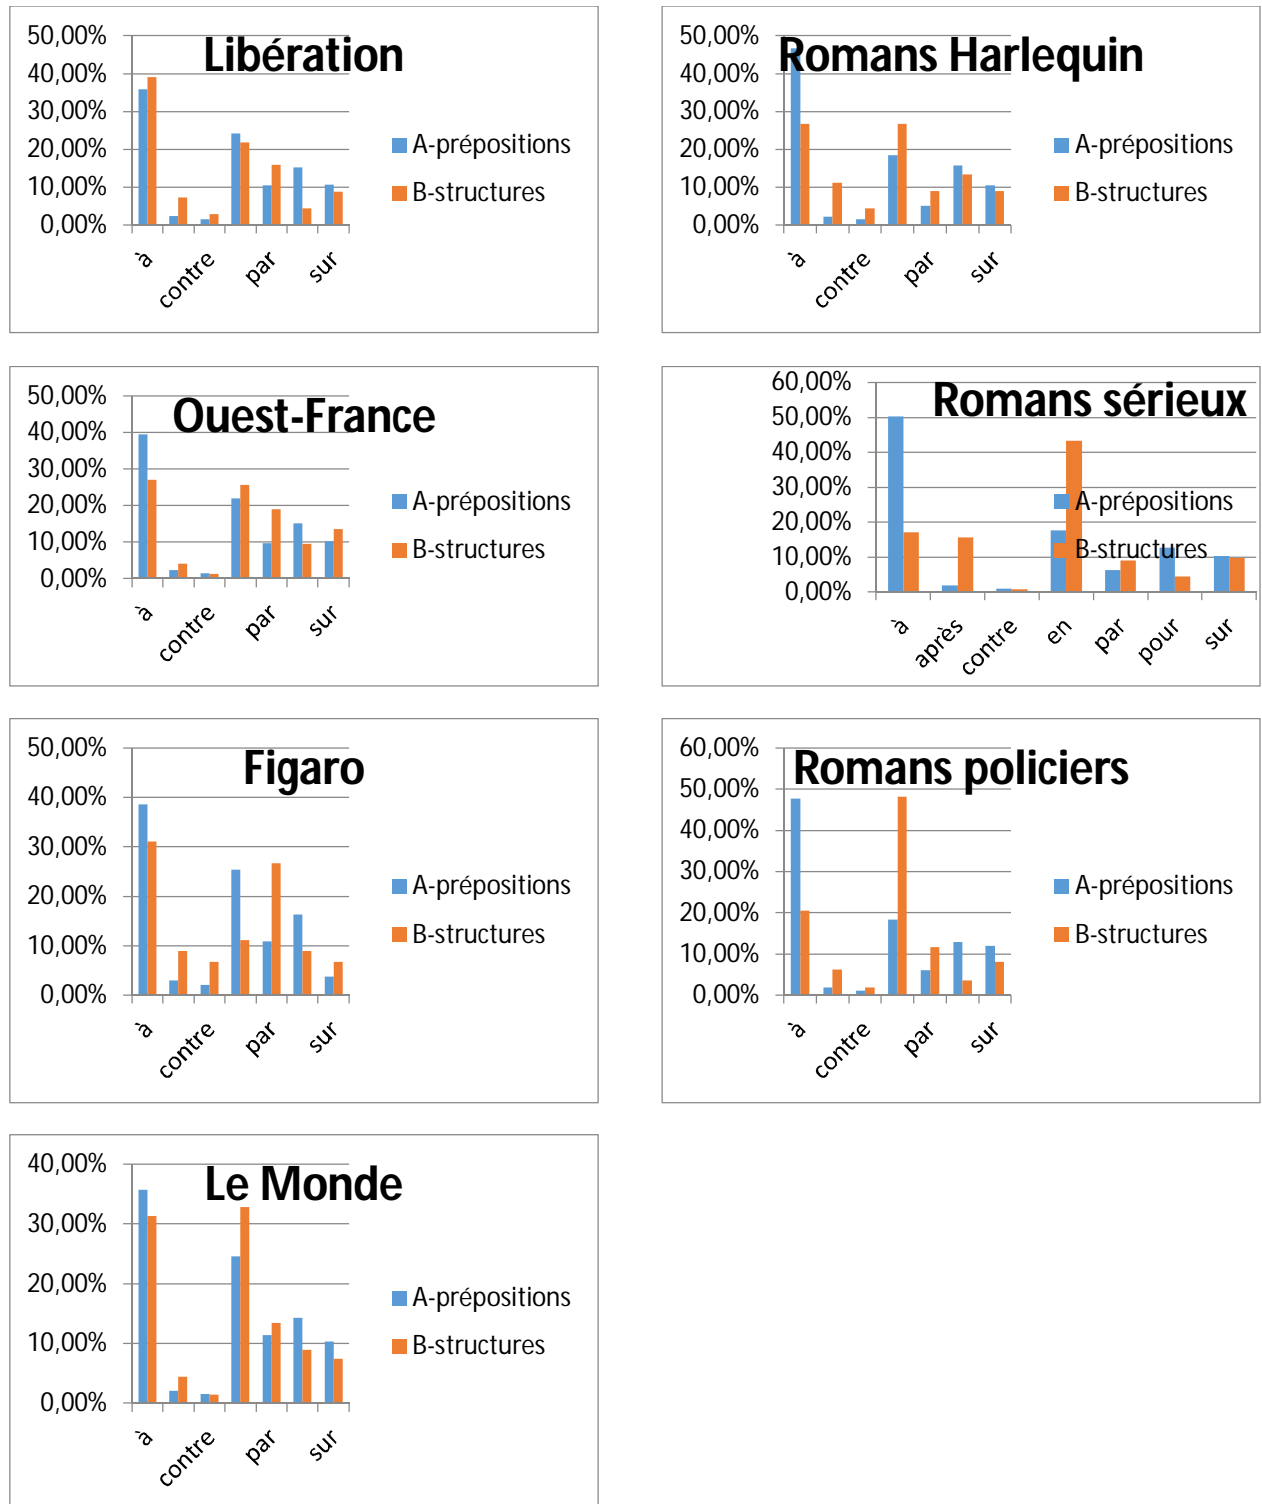 Libération
50,00%
40,00%
30,00%
20,00%
10,00%
0,00%
à
contre
par
sur
A-prépositions
B-structures
Romans Harlequin
50,00%
40,00%
30,00%
20,00%
10,00%
0,00%
à
contre
par
sur
A-prépositions
B-structures
Ouest-France
50,00%
40,00%
30,00%
20,00%
10,00%
0,00%
à
contre
par
sur
A-prépositions
B-structures
Romans sérieux
60,00%
50,00%
40,00%
30,00%
20,00%
10,00%
0,00%
à
après
contre
en
par
pour
sur
A-prépositions
B-structures
Figaro
50,00%
40,00%
30,00%
20,00%
10,00%
0,00%
à
contre
par
sur
A-prépositions
B-structures
Romans policiers
60,00%
50,00%
40,00%
30,00%
20,00%
10,00%
0,00%
à
contre
par
sur
A-prépositions
B-structures
Le Monde
40,00%
30,00%
20,00%
10,00%
0,00%
à
contre
par
sur
A-prépositions
B-structures